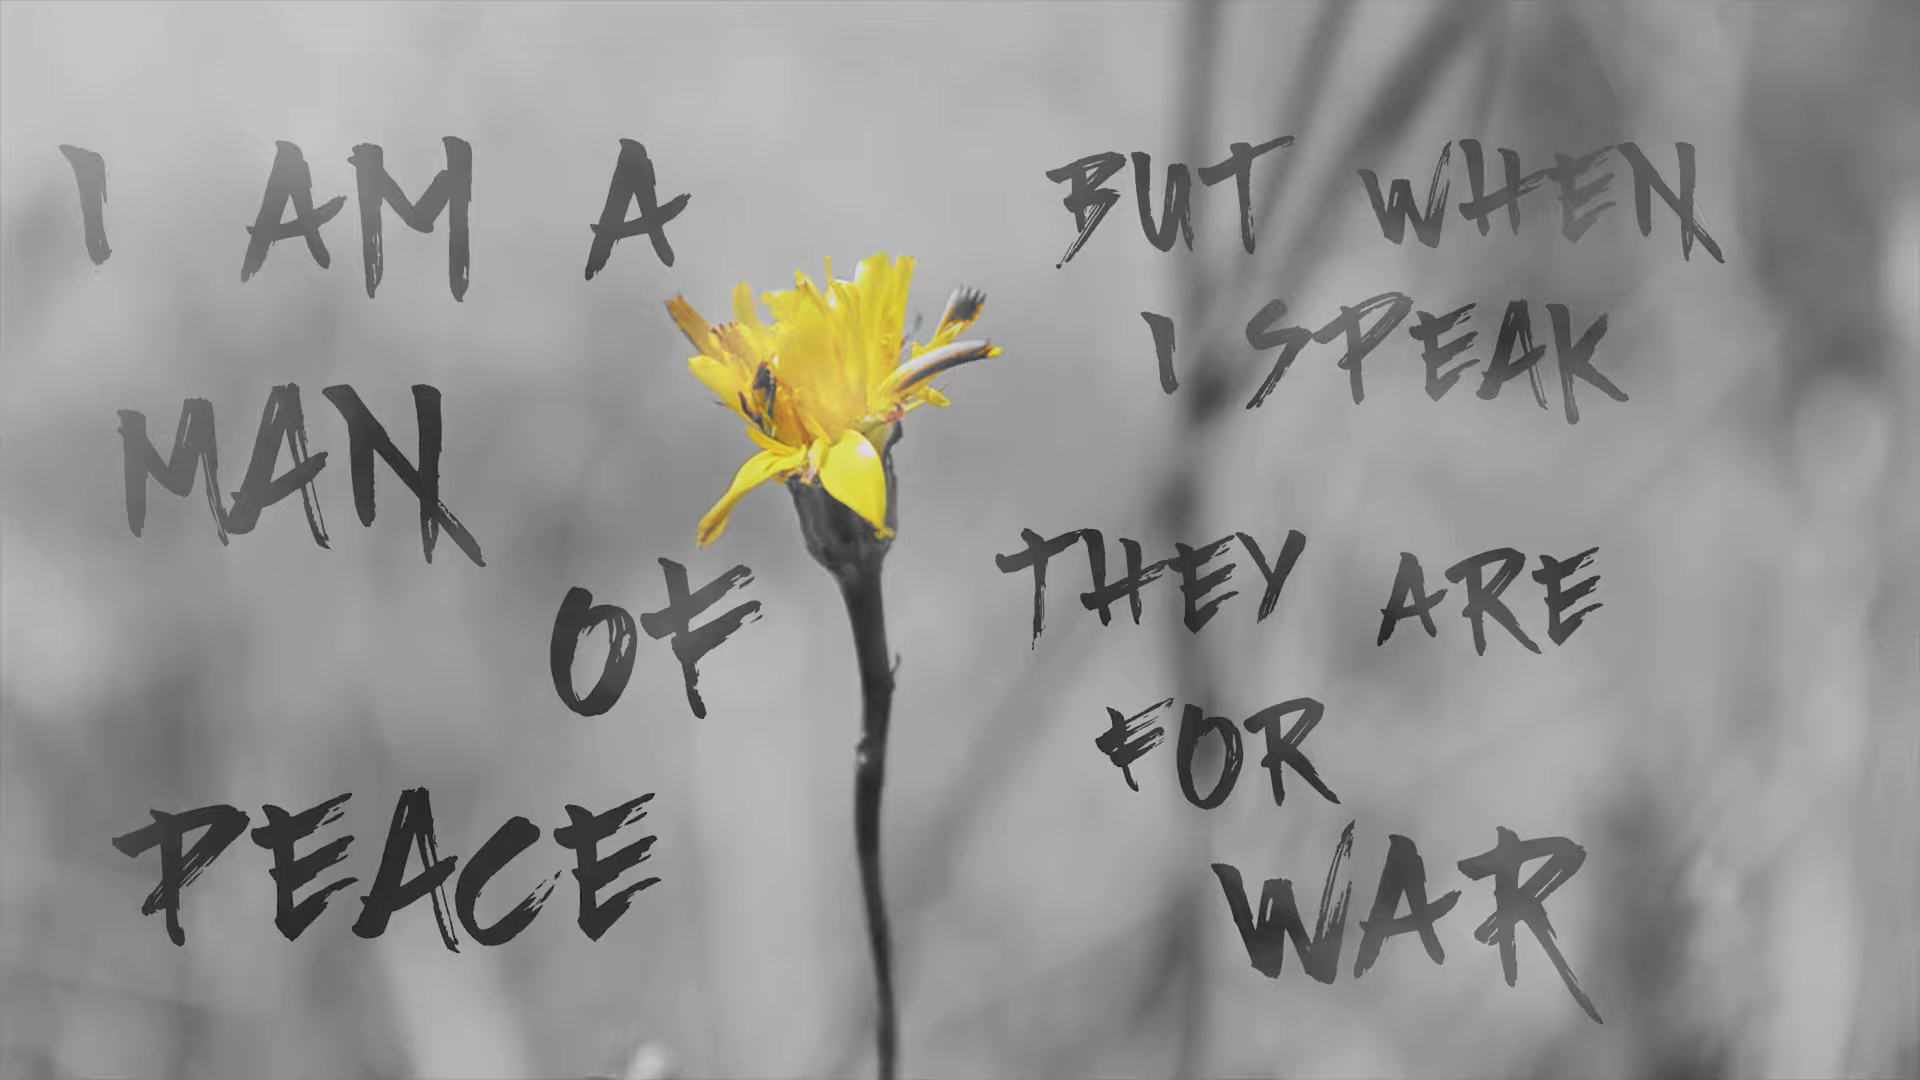 I AM A
MAN
OF
PEACE
BUT WHEN
I SPEAK
THEY ARE
FOR
WAR